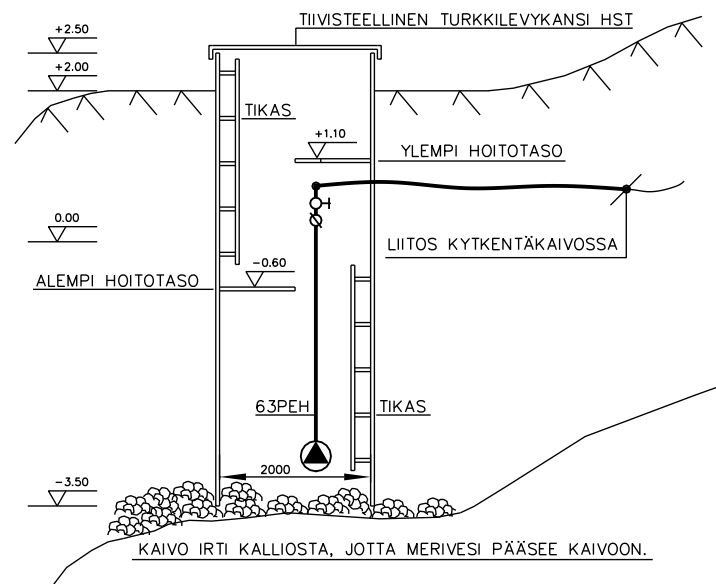 TIIVISTEELLINEN TURKKILEVYKANSI HST
+2.50
+2.00
TIKAS
+1.10
YLEMPI HOITOTASO
0.00
LIITOS KYTKENTÄKAIVOSSA
-0.60
ALEMPI HOITOTASO
63PEH
TIKAS
2000
-3.50
KAIVO IRTI KALLIOSTA, JOTTA MERIVESI PÄÄSEE KAIVOON.